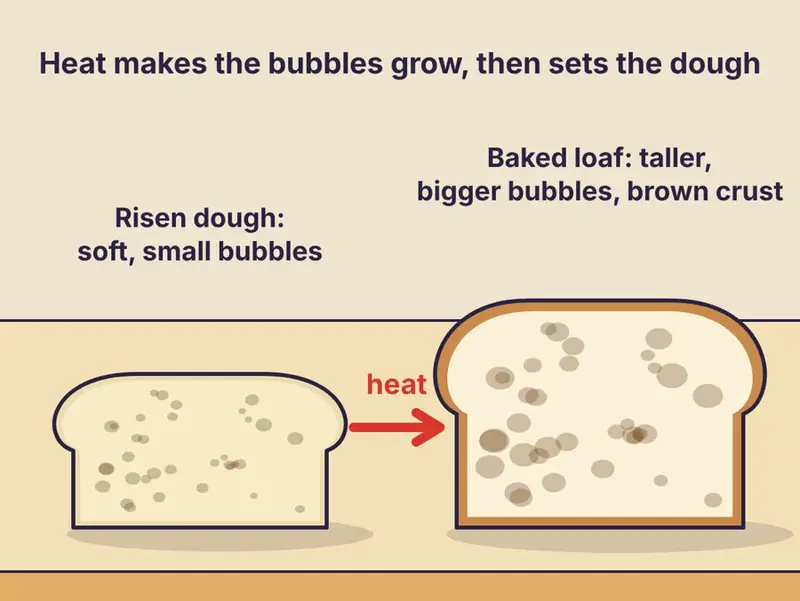 Heat makes the bubbles grow, then sets the dough
Baked loaf: taller,
bigger bubbles, brown crust
Risen dough:
soft, small bubbles
heat